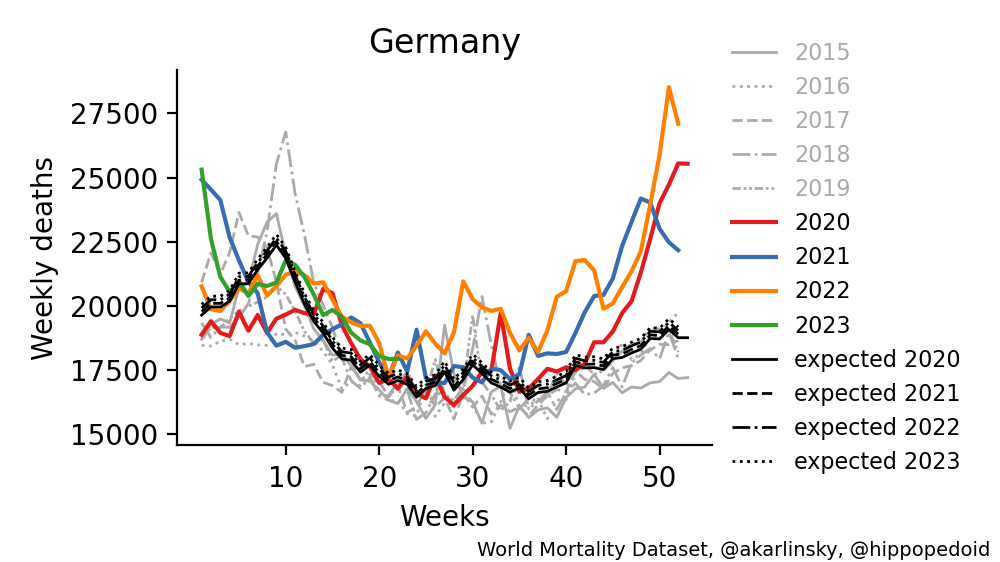 Germany
Weekly deaths
27500
25000
22500
20000
17500
15000
10
20
30
40
50
Weeks
2015
2016
2017
2018
2019
2020
2021
2022
2023
expected 2020
expected 2021
expected 2022
expected 2023
World Mortality Dataset, @akarlinsky, @hippopedoid